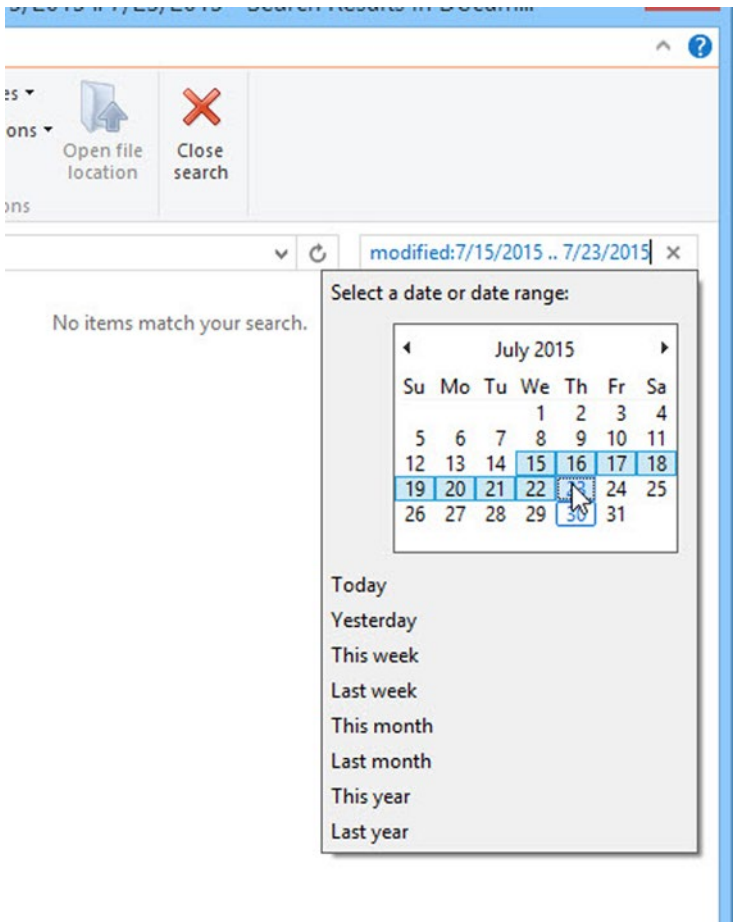 es
ons
Open file
location
Close
search
ons
modified:7/15/2015 .. 7/23/2015
Select a date or date range:
No items match your search.
July 2015
Su Mo Tu We Th Fr Sa
1 2 3 4
5 6 7 8 9 10 11
12 13 14 15 16 17 18
19 20 21 22 23 24 25
26 27 28 29 30 31
Today
Yesterday
This week
Last week
This month
Last month
This year
Last year